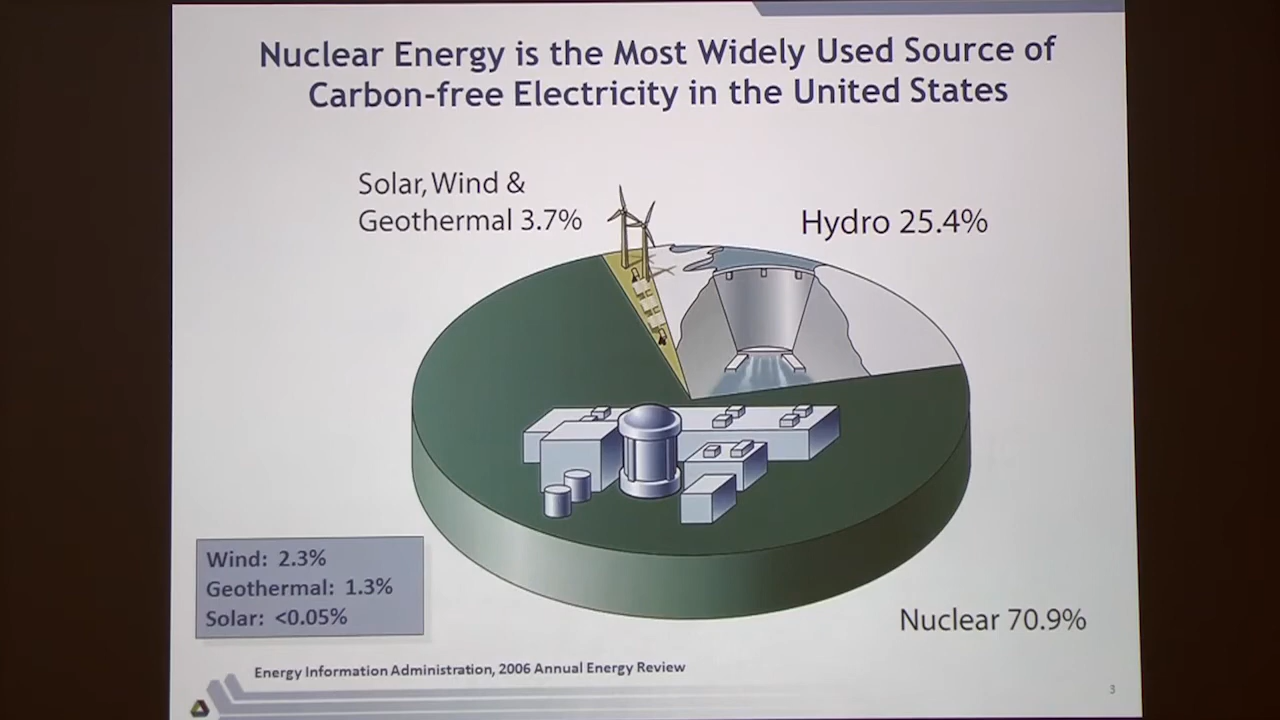 Nuclear Energy is the Most Widely Used Source of
Carbon-free Electricity in the United States
Solar, Wind &
Geothermal 3.7%
Hydro 25.4%
Wind: 2.3%
Geothermal: 1.3%
Solar: <0.05%
Nuclear 70.9%
Energy Information Administration, 2006 Annual Energy Review
3